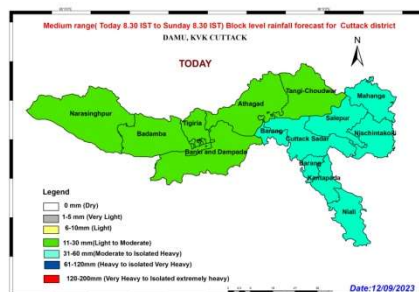 Medium range( Today 8.30 IST to Sunday 8.30 IST) Block level rainfall forecast for Cuttack district
DAMU, KVK CUTTACK
N
TODAY
Narasinghpur
Badamba
Tigiria
Banki and Dampada
Athagad
Tangi-Choudwar
Barang
Cuttack Sadar
Salepur
Mahanga
Nischintakoili
Barang
Kantapada
Niali
Legend
0 mm (Dry)
1-5 mm (Very Light)
6-10mm (Light)
11-30 mm(Light to Moderate)
31-60 mm(Moderate to Isolated Heavy)
61-120mm (Heavy to isolated Very Heavy)
120-200mm (Very Heavy to Isolated extremely heavy)
Date:12/09/2023